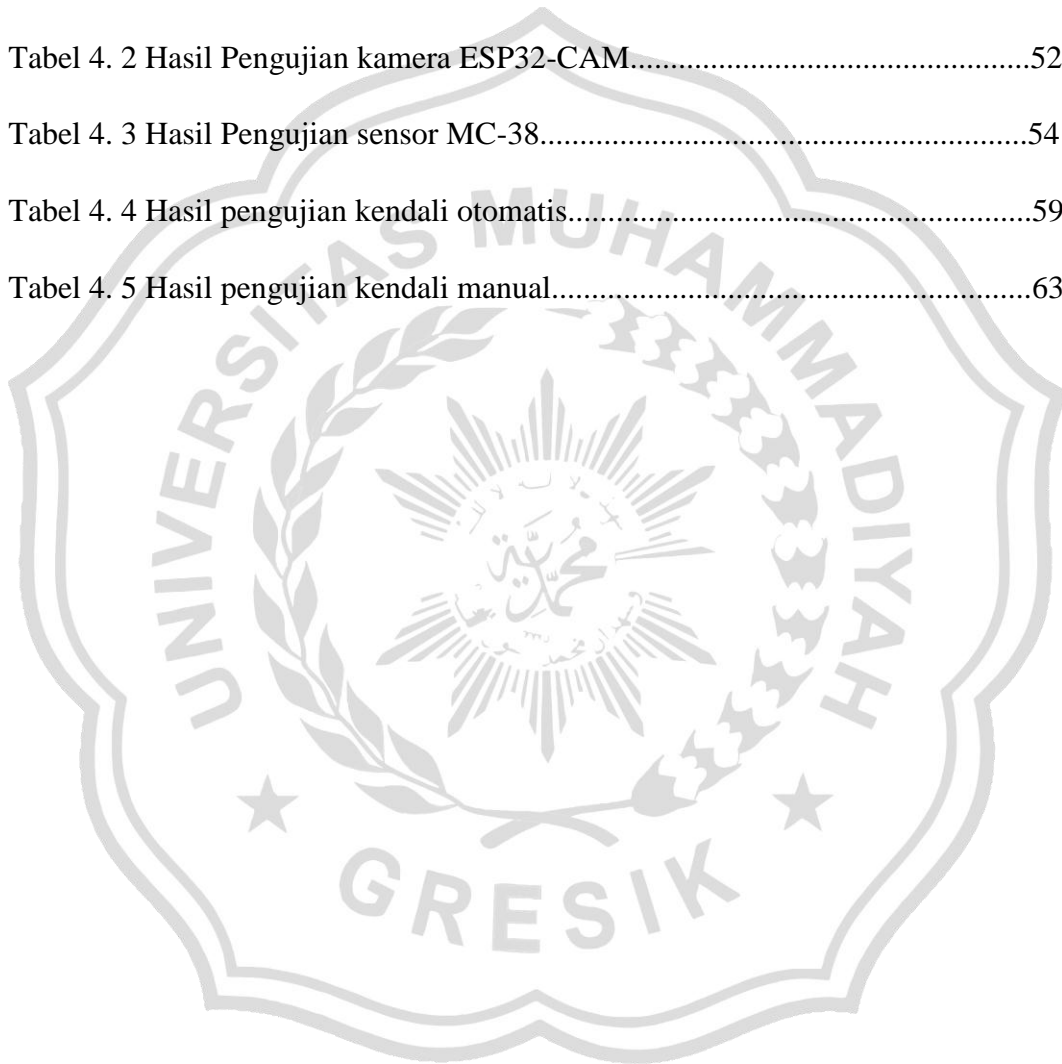 Tabel 4. 2 Hasil Pengujian kamera ESP32-CAM..................................................52
Tabel 4. 3 Hasil Pengujian sensor MC-38.............................................................54
Tabel 4. 4 Hasil pengujian kendali otomatis..........................................................59
Tabel 4. 5 Hasil pengujian kendali manual............................................................63
UNIVERSITAS MUHAMMADIYAH
محمد
GRESIK